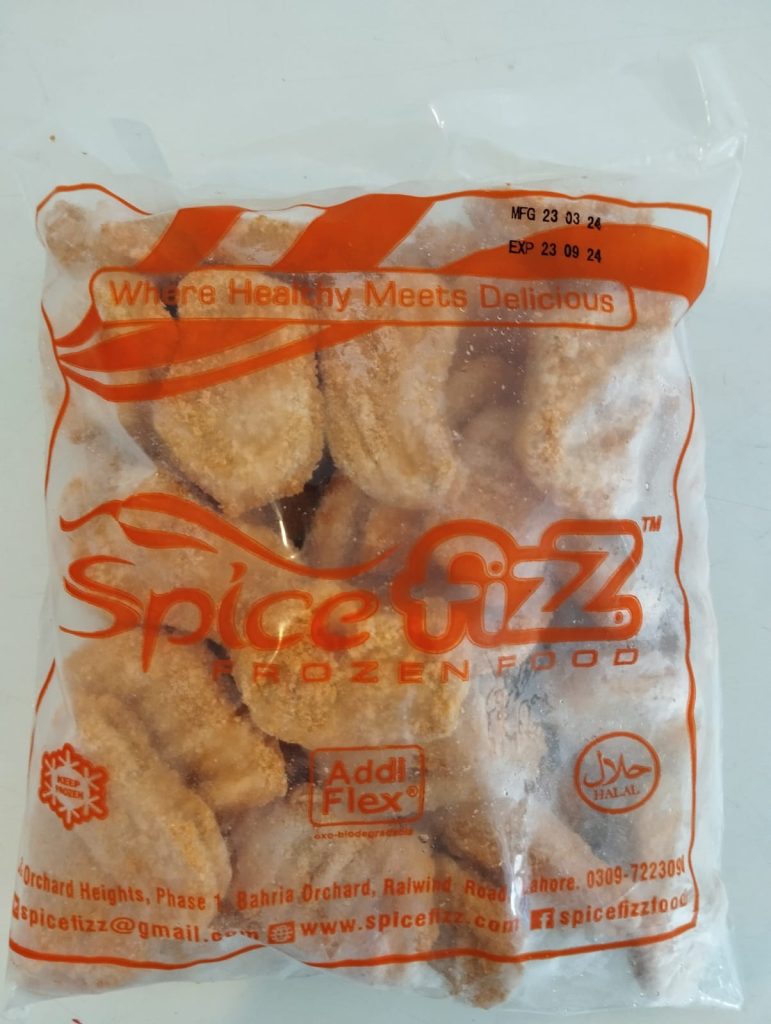 MFG 23 03 24
EXP 23 09 24
Where Healthy Meets Delicious
Spice fizz. TM
FROZEN FOOD
KEEP
FROZEN
Addi
Flex®
oxo-biodegradable
حلال
HALAL
Orchard Heights, Phase 1 Bahria Orchard, Raiwind Road Lahore. 0309-722309
spicefizz@gmail.com www.spicefizz.com spicefizzfood